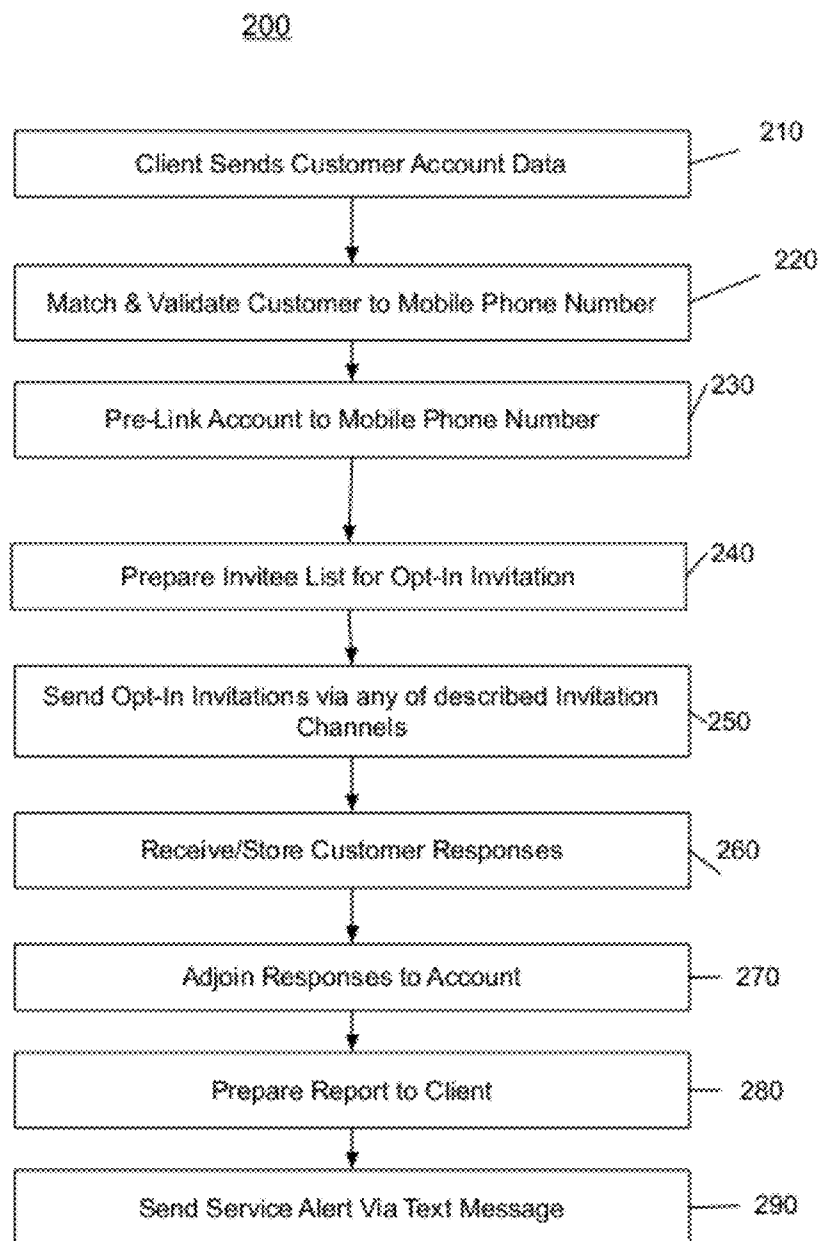 200
210
Client Sends Customer Account Data
220
Match & Validate Customer to Mobile Phone Number
230
Pre-Link Account to Mobile Phone Number
240
Prepare Invitee List for Opt-In Invitation
Send Opt-In Invitations via any of described Invitation
Channels
250
Receive/Store Customer Responses
260
Adjoin Responses to Account
270
Prepare Report to Client
280
Send Service Alert Via Text Message
290